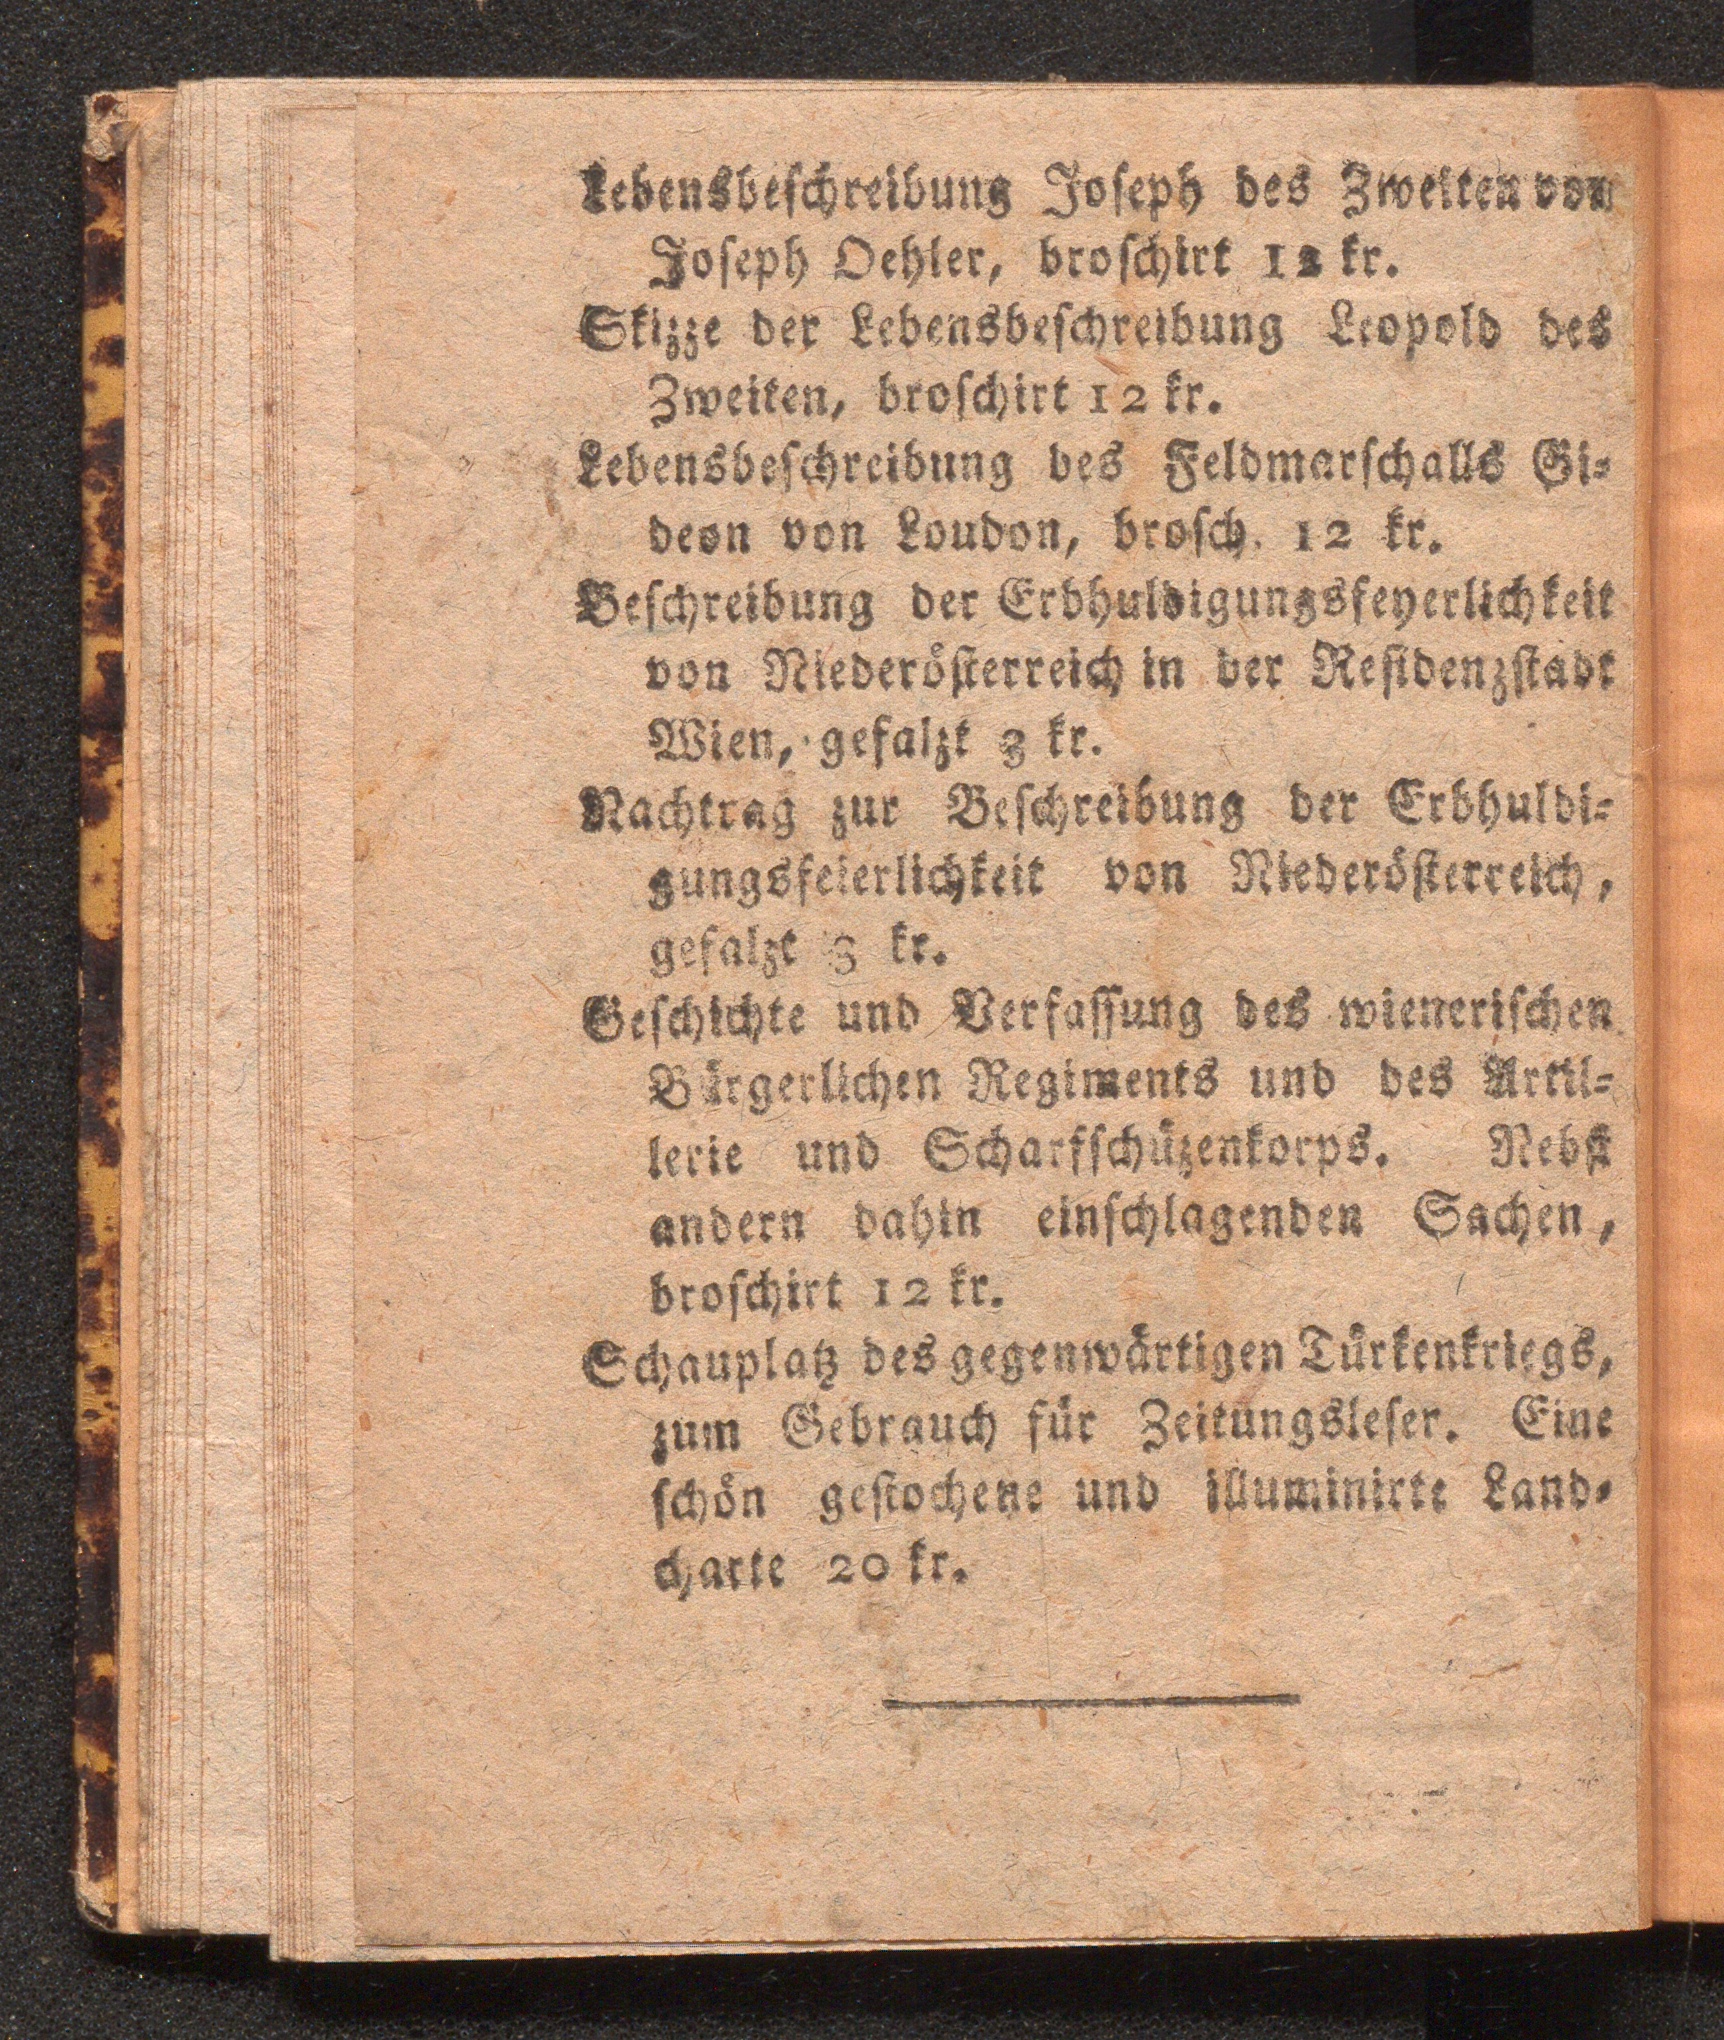 Lebensbeſchreibung Joſeph des Zweiten von
Joſeph Oehler, broſchirt 12 kr.
Skizze der Lebensbeſchreibung Leopold des
Zweiten, broſchirt 12 kr.
Lebensbeſchreibung des Feldmarſchalls Gi-
deon von Loudon, broſch. 12 kr.
Beſchreibung der Erbhuldigungsfeyerlichkeit
von Niederöſterreich in der Reſidenzſtadt
Wien, gefalzt 3 kr.
Nachtrag zur Beſchreibung der Erbhuldi-
gungsfeierlichkeit von Niederöſterreich,
gefalzt 3 kr.
Geſchichte und Verfaſſung des wieneriſchen
Bürgerlichen Regiments und des Artil-
lerie und Scharfſchüzenkorps. Nebſt
andern dahin einſchlagenden Sachen,
broſchirt 12 kr.
Schauplatz des gegenwärtigen Türkenkriegs,
zum Gebrauch für Zeitungsleſer. Eine
ſchön geſtochene und illuminirte Land-
charte 20 kr.